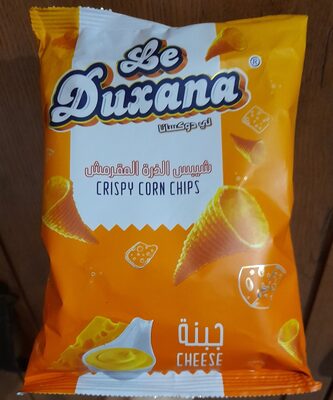 Le
Duxana ®
لي دوكسانا
شيبس الذرة المقرمش
CRISPY CORN CHIPS
جبنة
CHEESE